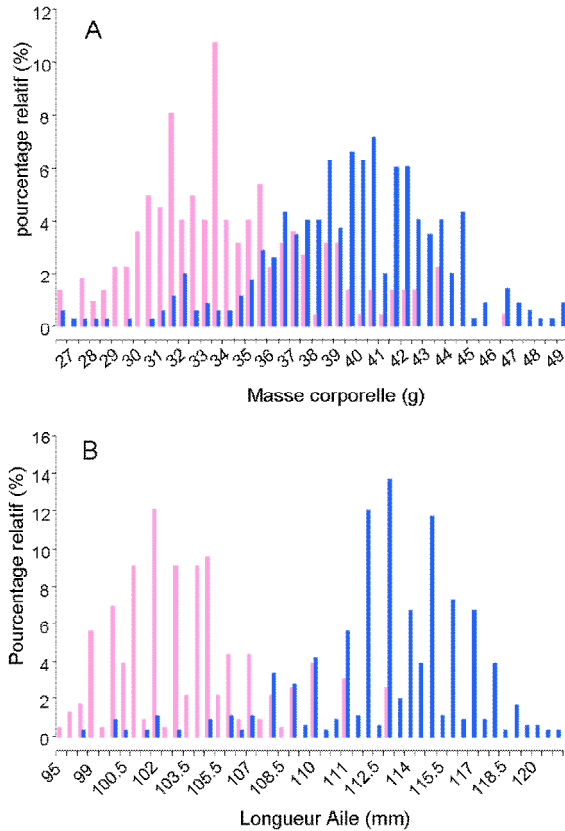 A
pourcentage relatif (%)
12
10
8
6
4
2
0
27 28 29 30 31 32 33 34 35 36 37 38 39 40 41 42 43 44 45 46 47 48 49
Masse corporelle (g)
B
Pourcentage relatif (%)
16
14
12
10
8
6
4
2
0
95 99 100.5 102 103.5 105.5 107 108.5 110 111 112.5 114 115.5 117 118.5 120
Longueur Aile (mm)